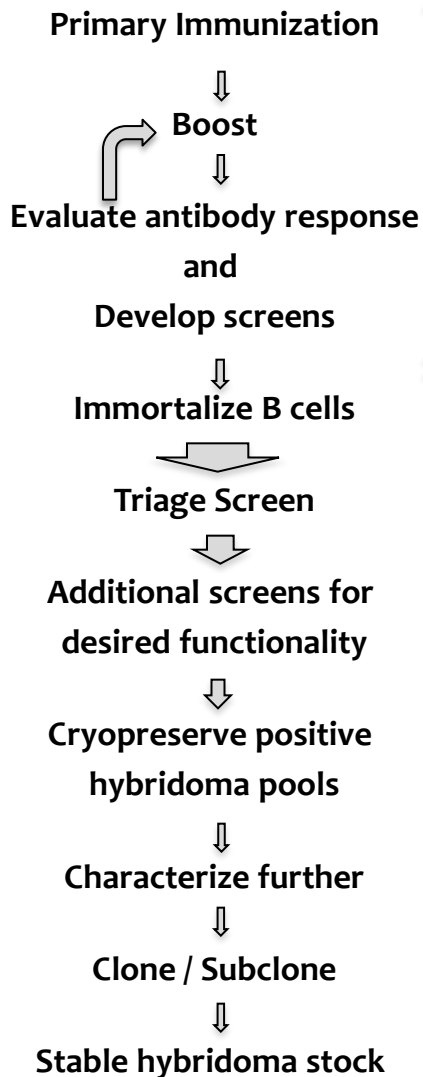 Primary Immunization
Boost
Evaluate antibody response
and
Develop screens
Immortalize B cells
Triage Screen
Additional screens for
desired functionality
Cryopreserve positive
hybridoma pools
Characterize further
Clone / Subclone
Stable hybridoma stock